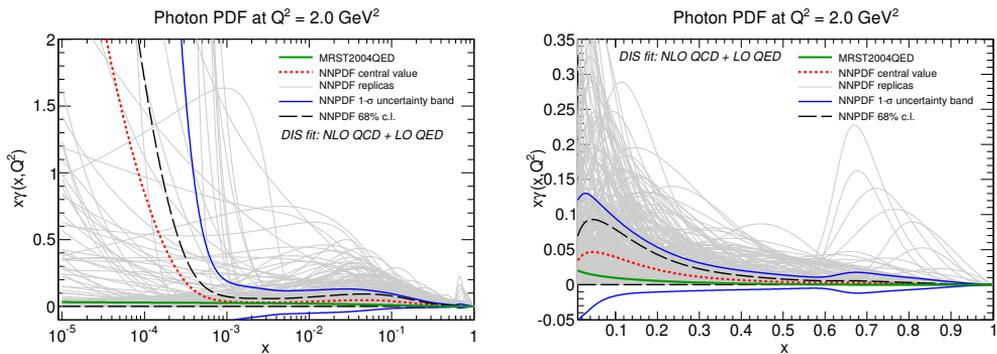 Photon PDF at Q² = 2.0 GeV²
2
1.5
1
0.5
0
xγ(x,Q²)
MRST2004QED
NNPDF central value
NNPDF replicas
NNPDF 1-σ uncertainty band
NNPDF 68% c.l.
DIS fit: NLO QCD + LO QED
10⁻⁵ 10⁻⁴ 10⁻³ 10⁻² 10⁻¹ 1
x
Photon PDF at Q² = 2.0 GeV²
0.35
0.3
0.25
0.2
0.15
0.1
0.05
0
-0.05
xγ(x,Q²)
DIS fit: NLO QCD + LO QED
MRST2004QED
NNPDF central value
NNPDF replicas
NNPDF 1-σ uncertainty band
NNPDF 68% c.l.
0.1 0.2 0.3 0.4 0.5 0.6 0.7 0.8 0.9 1
x